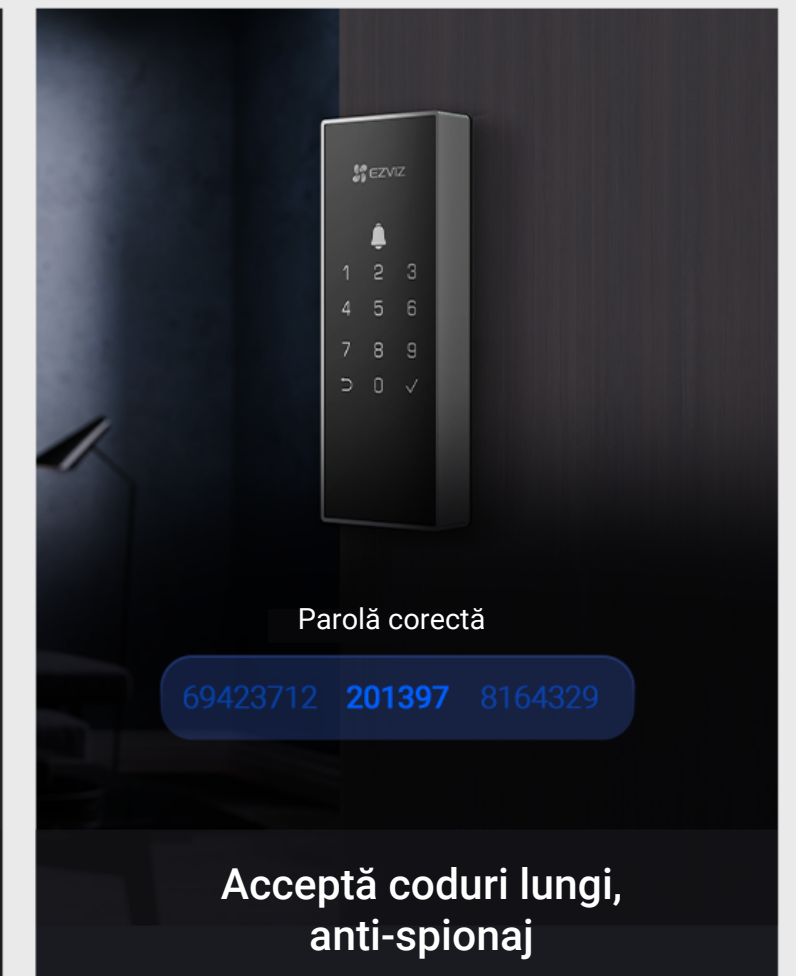 EZVIZ
1 2 3
4 5 6
7 8 9
0
Parolă corectă
69423712 201397 8164329
Acceptă coduri lungi,
anti-spionaj